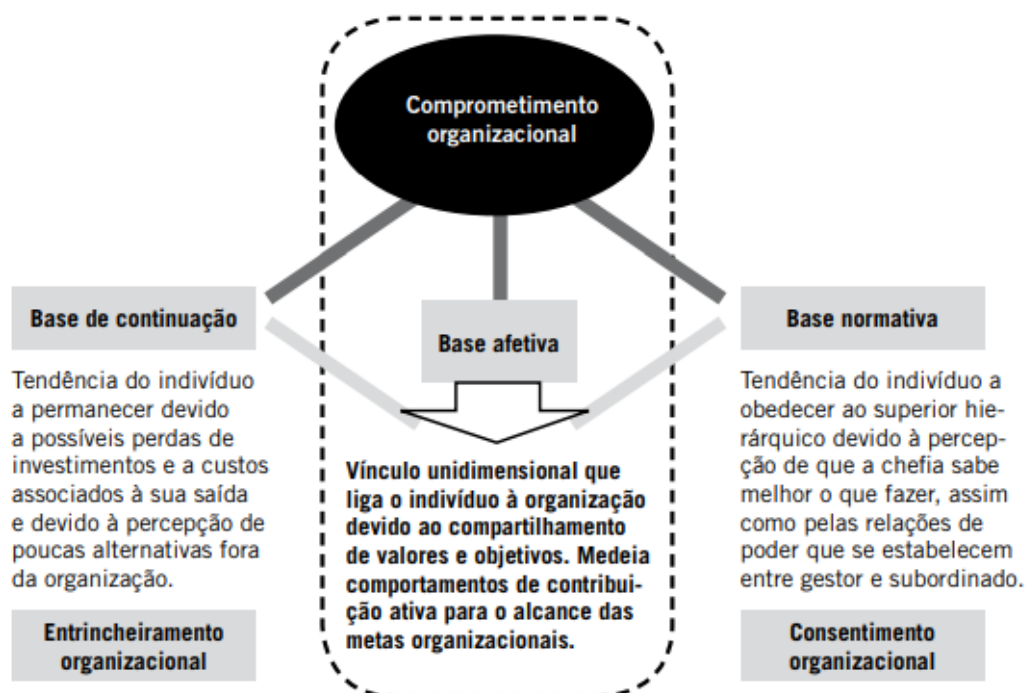 Comprometimento
organizacional
Base de continuação
Tendência do indivíduo
a permanecer devido
a possíveis perdas de
investimentos e a custos
associados à sua saída
e devido à percepção de
poucas alternativas fora
da organização.
Entrincheiramento
organizacional
Base afetiva
Vínculo unidimensional que
liga o indivíduo à organização
devido ao compartilhamento
de valores e objetivos. Medeia
comportamentos de contribui-
ção ativa para o alcance das
metas organizacionais.
Base normativa
Tendência do indivíduo a
obedecer ao superior hie-
rárquico devido à percep-
ção de que a chefia sabe
melhor o que fazer, assim
como pelas relações de
poder que se estabelecem
entre gestor e subordinado.
Consentimento
organizacional